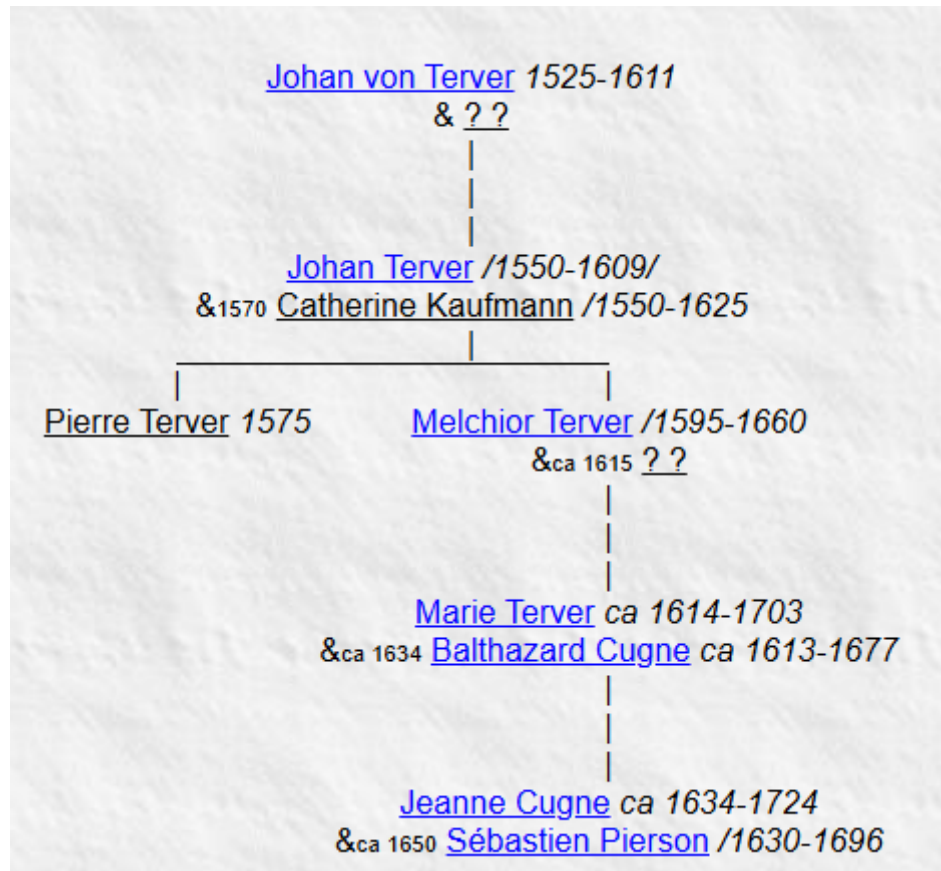 Johan von Terver 1525-1611
& ? ?
Johan Terver /1550-1609/
&1570 Catherine Kaufmann /1550-1625
Pierre Terver 1575
Melchior Terver /1595-1660
&ca 1615 ? ?
Marie Terver ca 1614-1703
&ca 1634 Balthazard Cugne ca 1613-1677
Jeanne Cugne ca 1634-1724
&ca 1650 Sébastien Pierson /1630-1696